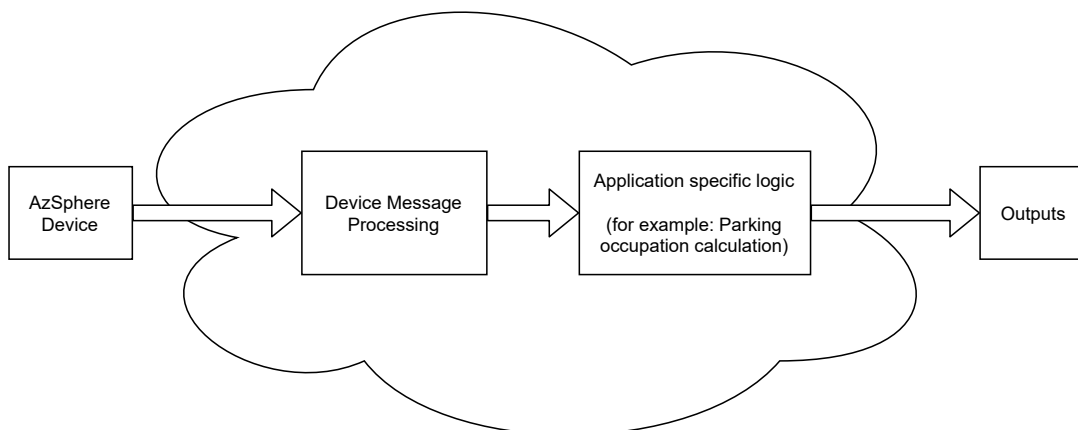 AzSphere
Device
Device Message
Processing
Application specific logic
(for example: Parking
occupation calculation)
Outputs